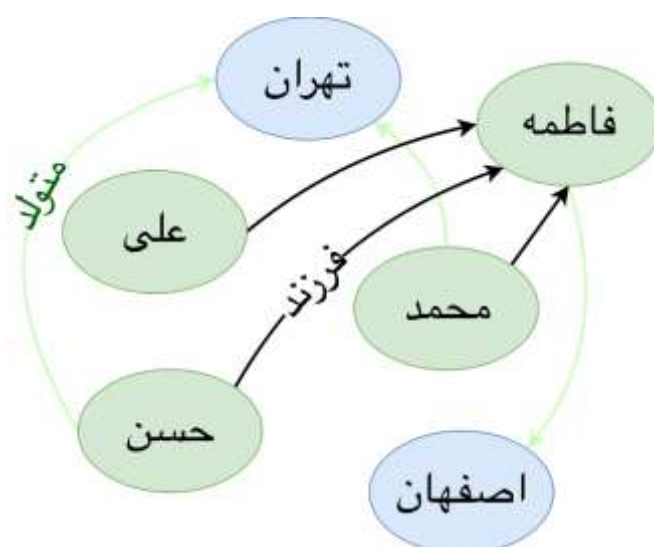 تهران
فاطمه
متولد
علی
فرزند
محمد
حسن
اصفهان